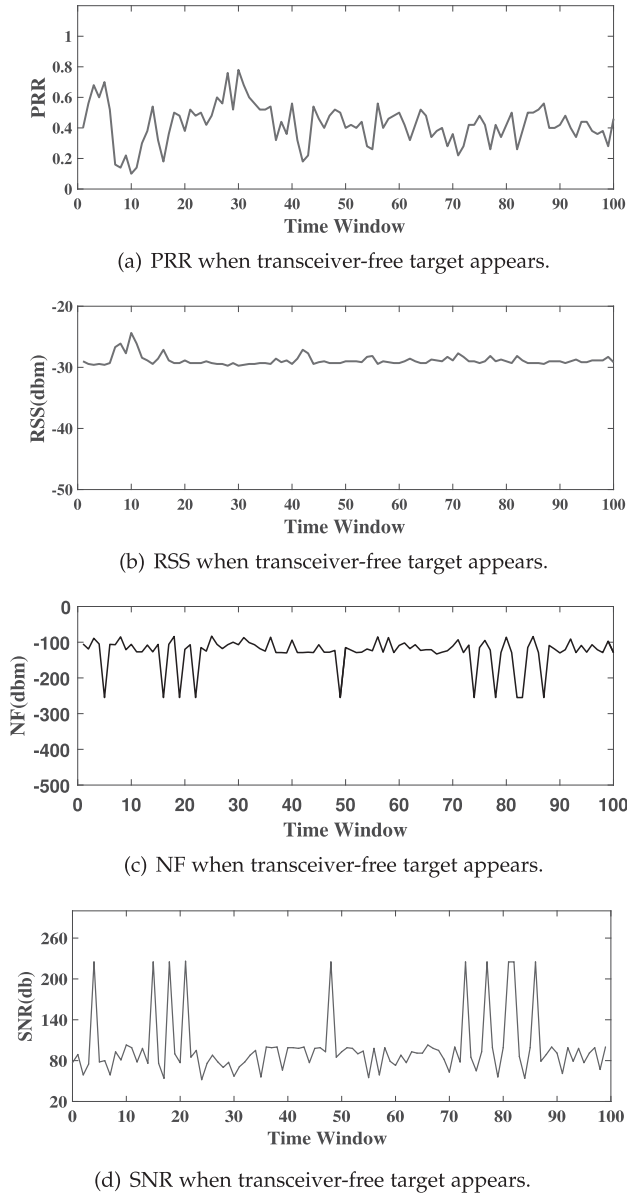 1
0.8
0.6
0.4
0.2
0
PRR
0 10 20 30 40 50 60 70 80 90 100
Time Window
(a) PRR when transceiver-free target appears.
-20
-30
-40
-50
RSS(dbm)
0 10 20 30 40 50 60 70 80 90 100
Time Window
(b) RSS when transceiver-free target appears.
0
-100
-200
-300
-400
-500
NF(dbm)
0 10 20 30 40 50 60 70 80 90 100
Time Window
(c) NF when transceiver-free target appears.
260
200
140
80
20
SNR(db)
0 10 20 30 40 50 60 70 80 90 100
Time Window
(d) SNR when transceiver-free target appears.